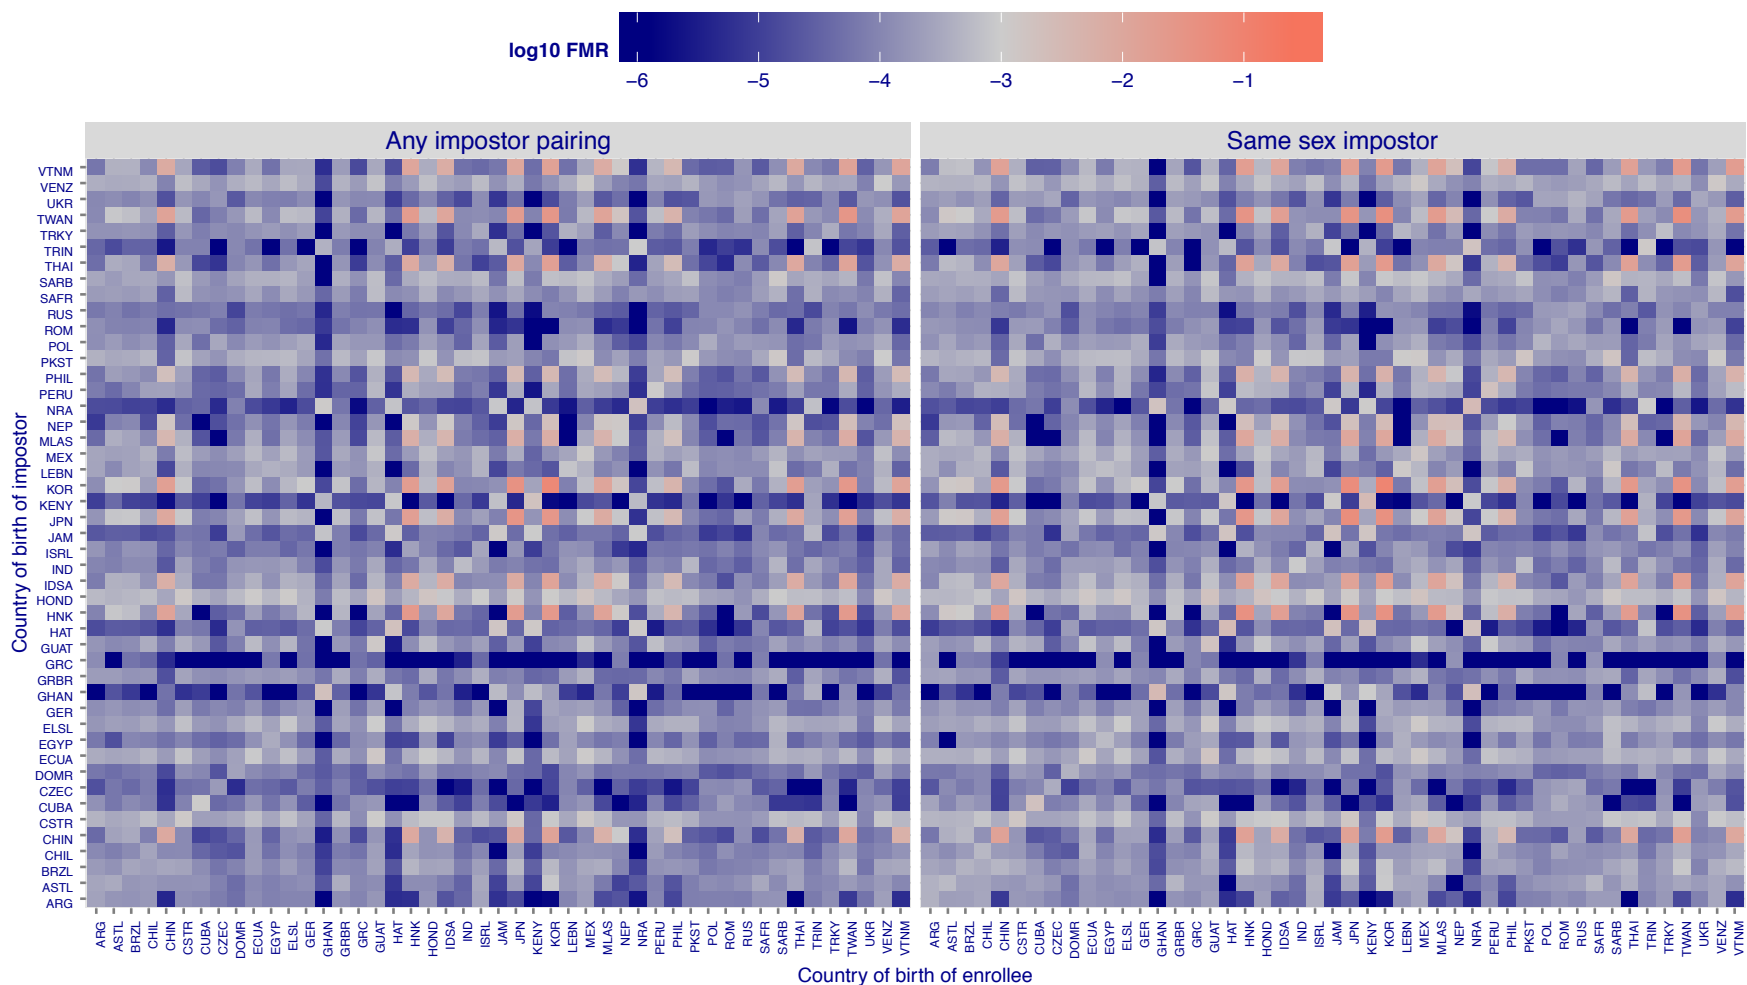 log10 FMR
−6 −5 −4 −3 −2 −1
Any impostor pairing
Same sex impostor
Country of birth of impostor
VTNM
VENZ
UKR
TWAN
TRKY
TRIN
THAI
SARB
SAFR
RUS
ROM
POL
PKST
PHIL
PERU
NRA
NEP
MLAS
MEX
LEBN
KOR
KENY
JPN
JAM
ISRL
IND
IDSA
HOND
HNK
HAT
GUAT
GRC
GRBR
GHAN
GER
ELSL
EGYP
ECUA
DOMR
CZEC
CUBA
CSTR
CHIN
CHIL
BRZL
ASTL
ARG
ARG ASTL BRZL CHIL CHIN CSTR CUBA CZEC DOMR ECUA EGYP ELSL GER GHAN GRBR GRC GUAT HAT HNK HOND IDSA IND ISRL JAM JPN KENY KOR LEBN MEX MLAS NEP NRA PERU PHIL PKST POL ROM RUS SAFR SARB THAI TRIN TRKY TWAN UKR VENZ VTNM
ARG ASTL BRZL CHIL CHIN CSTR CUBA CZEC DOMR ECUA EGYP ELSL GER GHAN GRBR GRC GUAT HAT HNK HOND IDSA IND ISRL JAM JPN KENY KOR LEBN MEX MLAS NEP NRA PERU PHIL PKST POL ROM RUS SAFR SARB THAI TRIN TRKY TWAN UKR VENZ VTNM
Country of birth of enrollee